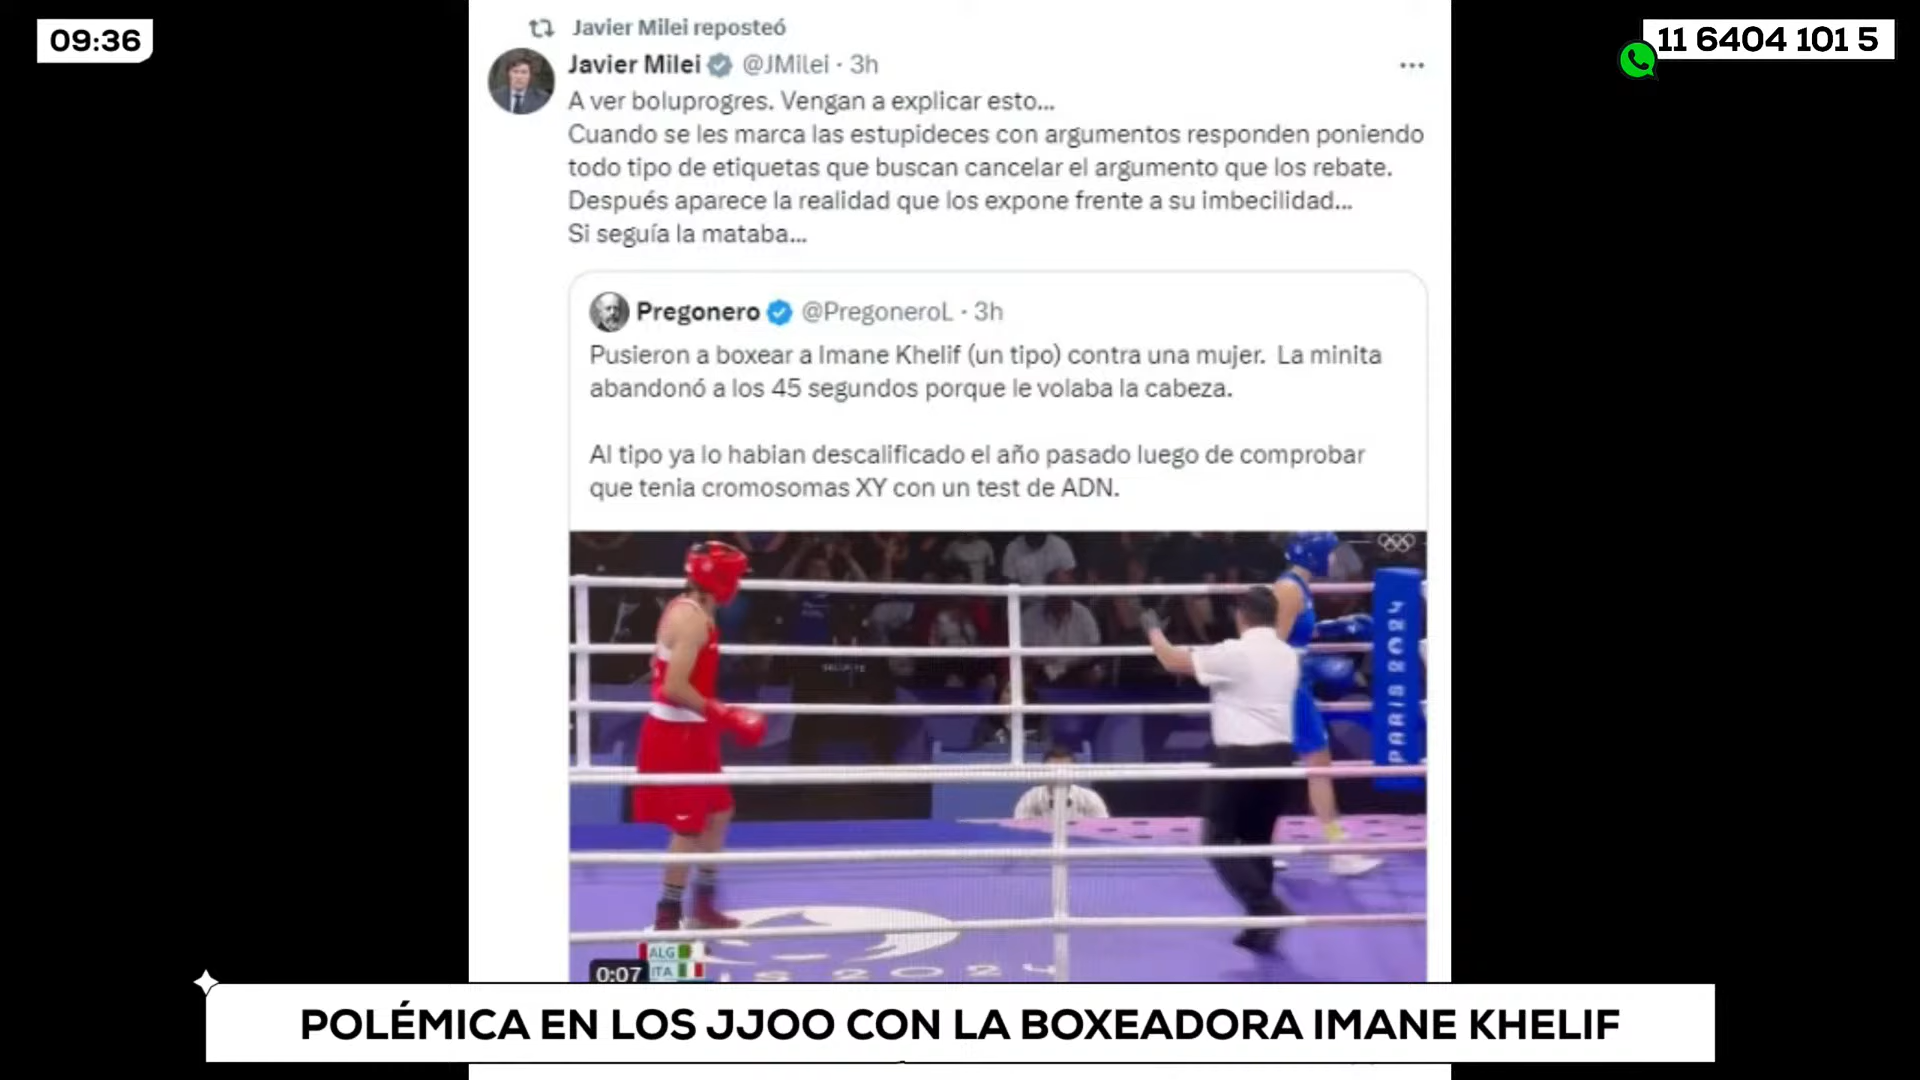 09:36
11 6404 101 5
Javier Milei reposteó
Javier Milei @JMilei · 3h
A ver boluprogres. Vengan a explicar esto...
Cuando se les marca las estupideces con argumentos responden poniendo
todo tipo de etiquetas que buscan cancelar el argumento que los rebate.
Después aparece la realidad que los expone frente a su imbecilidad...
Si seguía la mataba...
Pregonero @PregoneroL · 3h
Pusieron a boxear a Imane Khelif (un tipo) contra una mujer. La minita
abandonó a los 45 segundos porque le volaba la cabeza.
Al tipo ya lo habian descalificado el año pasado luego de comprobar
que tenia cromosomas XY con un test de ADN.
PARIS 2024
ALG
0:07
ITA
IS 2024
POLÉMICA EN LOS JJOO CON LA BOXEADORA IMANE KHELIF